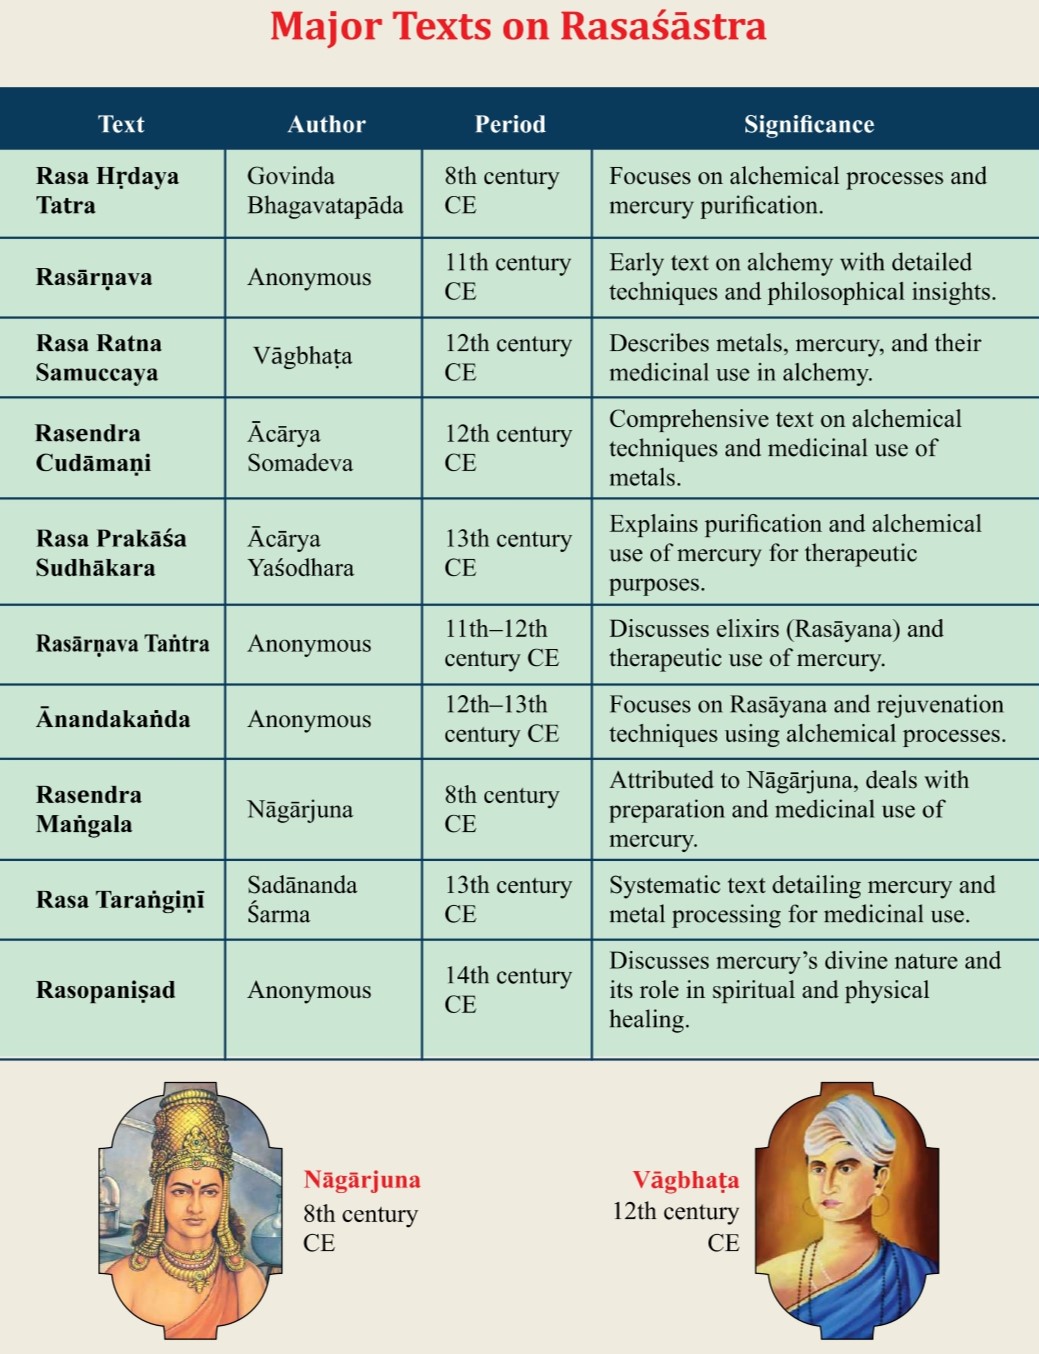 Major Texts on Rasaśāstra
Text Author Period Significance
Rasa Hṛdaya
Tatra
Govinda
Bhagavatapāda
8th century
CE
Focuses on alchemical processes and
mercury purification.
Rasārṇava
Anonymous
11th century
CE
Early text on alchemy with detailed
techniques and philosophical insights.
Rasa Ratna
Samuccaya
Vāgbhaṭa
12th century
CE
Describes metals, mercury, and their
medicinal use in alchemy.
Rasendra
Cudāmaṇi
Ācārya
Somadeva
12th century
CE
Comprehensive text on alchemical
techniques and medicinal use of
metals.
Rasa Prakāśa
Sudhākara
Ācārya
Yaśodhara
13th century
CE
Explains purification and alchemical
use of mercury for therapeutic
purposes.
Rasārṇava Taṅtra
Anonymous
11th–12th
century CE
Discusses elixirs (Rasāyana) and
therapeutic use of mercury.
Ānandakaṅda
Anonymous
12th–13th
century CE
Focuses on Rasāyana and rejuvenation
techniques using alchemical processes.
Rasendra
Maṅgala
Nāgārjuna
8th century
CE
Attributed to Nāgārjuna, deals with
preparation and medicinal use of
mercury.
Rasa Taraṅgiṇī
Sadānanda
Śarma
13th century
CE
Systematic text detailing mercury and
metal processing for medicinal use.
Rasopaniṣad
Anonymous
14th century
CE
Discusses mercury’s divine nature and
its role in spiritual and physical
healing.
Nāgārjuna
8th century
CE
Vāgbhaṭa
12th century
CE